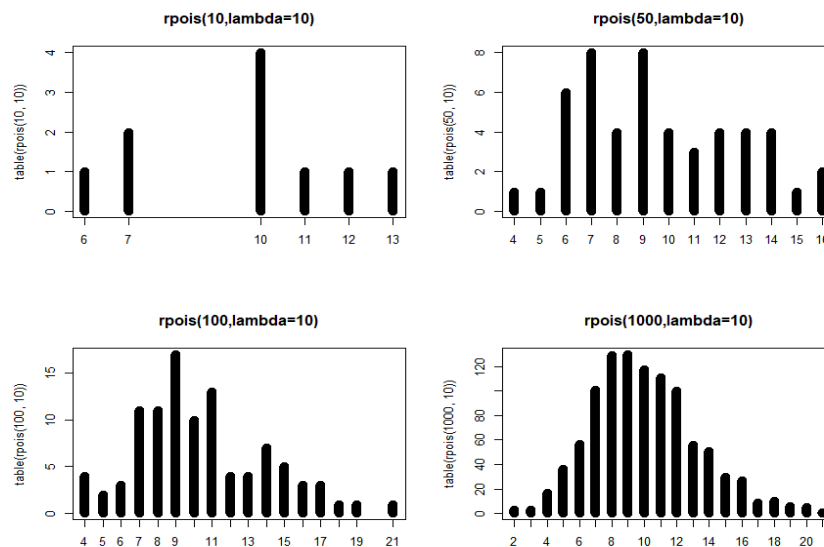 rpois(10,lambda=10)
table(rpois(10, 10))
0 1 2 3 4
6 7 10 11 12 13
rpois(50,lambda=10)
table(rpois(50, 10))
0 2 4 6 8
4 5 6 7 8 9 10 11 12 13 14 15 16
rpois(100,lambda=10)
table(rpois(100, 10))
0 5 10 15
4 5 6 7 8 9 11 13 15 17 19 21
rpois(1000,lambda=10)
table(rpois(1000, 10))
0 20 40 60 80 120
2 4 6 8 10 12 14 16 18 20